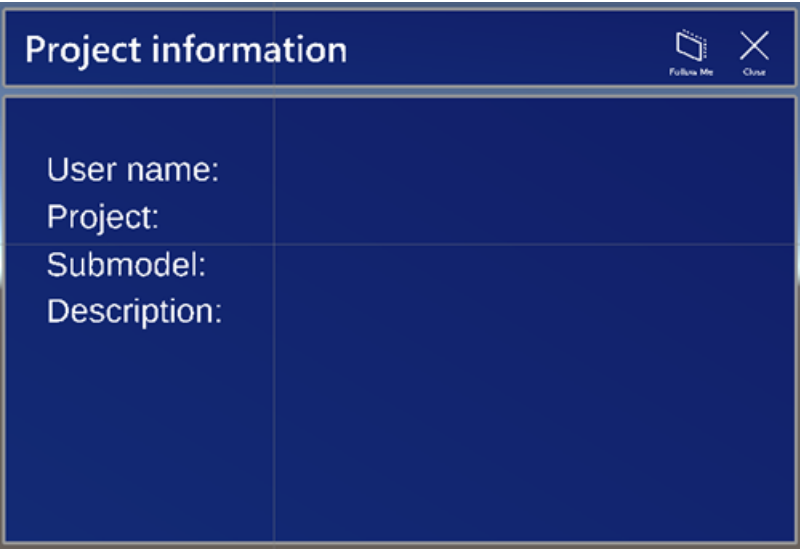 Project information
Follow Me
Close
User name:
Project:
Submodel:
Description: